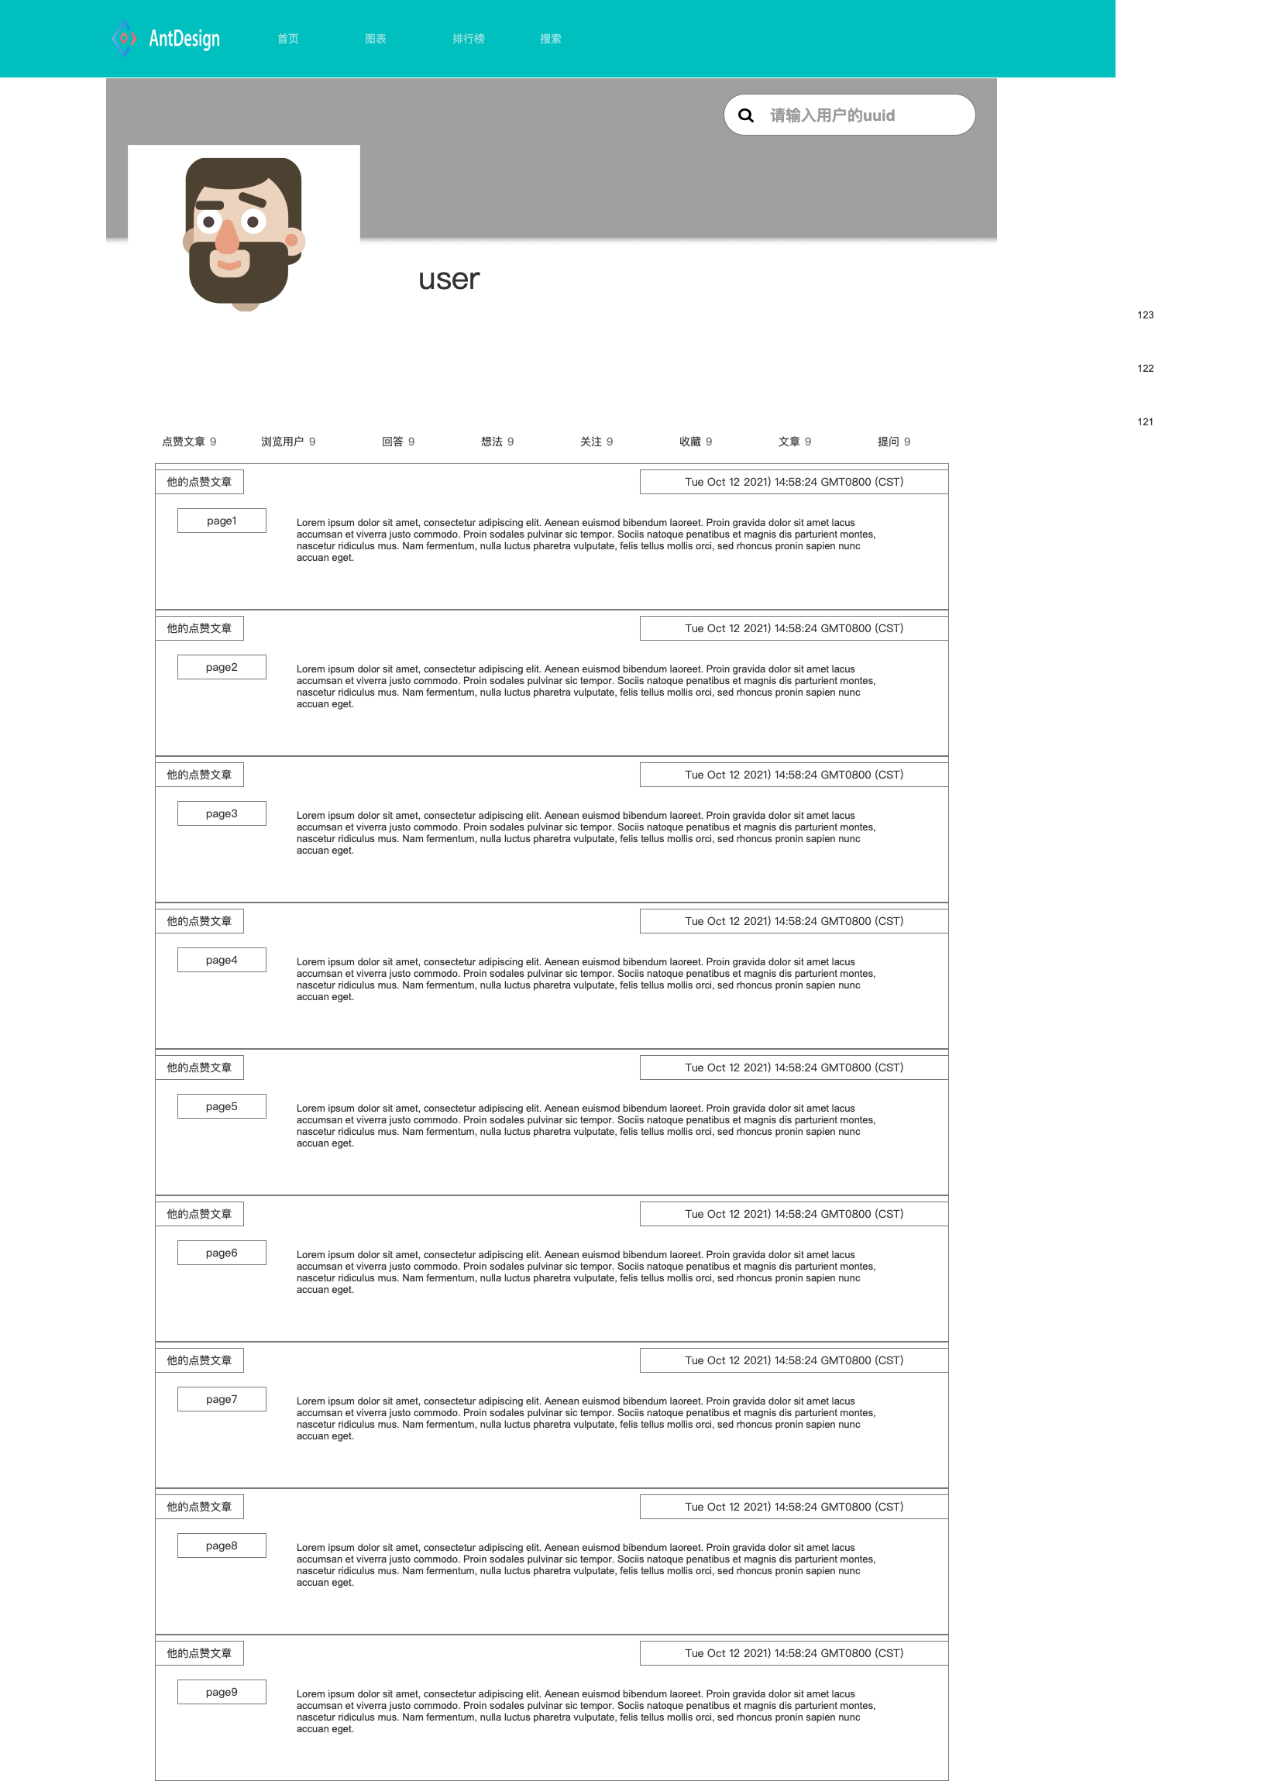 AntDesign 首页 图表 排行榜 搜索
请输入用户的uuid
user
123
122
121
点赞文章 9 浏览用户 9 回答 9 想法 9 关注 9 收藏 9 文章 9 提问 9
他的点赞文章
Tue Oct 12 2021) 14:58:24 GMT0800 (CST)
page1
Lorem ipsum dolor sit amet, consectetur adipiscing elit. Aenean euismod bibendum laoreet. Proin gravida dolor sit amet lacus
accumsan et viverra justo commodo. Proin sodales pulvinar sic tempor. Sociis natoque penatibus et magnis dis parturient montes,
nascetur ridiculus mus. Nam fermentum, nulla luctus pharetra vulputate, felis tellus mollis orci, sed rhoncus pronin sapien nunc
accuan eget.
他的点赞文章
Tue Oct 12 2021) 14:58:24 GMT0800 (CST)
page2
Lorem ipsum dolor sit amet, consectetur adipiscing elit. Aenean euismod bibendum laoreet. Proin gravida dolor sit amet lacus
accumsan et viverra justo commodo. Proin sodales pulvinar sic tempor. Sociis natoque penatibus et magnis dis parturient montes,
nascetur ridiculus mus. Nam fermentum, nulla luctus pharetra vulputate, felis tellus mollis orci, sed rhoncus pronin sapien nunc
accuan eget.
他的点赞文章
Tue Oct 12 2021) 14:58:24 GMT0800 (CST)
page3
Lorem ipsum dolor sit amet, consectetur adipiscing elit. Aenean euismod bibendum laoreet. Proin gravida dolor sit amet lacus
accumsan et viverra justo commodo. Proin sodales pulvinar sic tempor. Sociis natoque penatibus et magnis dis parturient montes,
nascetur ridiculus mus. Nam fermentum, nulla luctus pharetra vulputate, felis tellus mollis orci, sed rhoncus pronin sapien nunc
accuan eget.
他的点赞文章
Tue Oct 12 2021) 14:58:24 GMT0800 (CST)
page4
Lorem ipsum dolor sit amet, consectetur adipiscing elit. Aenean euismod bibendum laoreet. Proin gravida dolor sit amet lacus
accumsan et viverra justo commodo. Proin sodales pulvinar sic tempor. Sociis natoque penatibus et magnis dis parturient montes,
nascetur ridiculus mus. Nam fermentum, nulla luctus pharetra vulputate, felis tellus mollis orci, sed rhoncus pronin sapien nunc
accuan eget.
他的点赞文章
Tue Oct 12 2021) 14:58:24 GMT0800 (CST)
page5
Lorem ipsum dolor sit amet, consectetur adipiscing elit. Aenean euismod bibendum laoreet. Proin gravida dolor sit amet lacus
accumsan et viverra justo commodo. Proin sodales pulvinar sic tempor. Sociis natoque penatibus et magnis dis parturient montes,
nascetur ridiculus mus. Nam fermentum, nulla luctus pharetra vulputate, felis tellus mollis orci, sed rhoncus pronin sapien nunc
accuan eget.
他的点赞文章
Tue Oct 12 2021) 14:58:24 GMT0800 (CST)
page6
Lorem ipsum dolor sit amet, consectetur adipiscing elit. Aenean euismod bibendum laoreet. Proin gravida dolor sit amet lacus
accumsan et viverra justo commodo. Proin sodales pulvinar sic tempor. Sociis natoque penatibus et magnis dis parturient montes,
nascetur ridiculus mus. Nam fermentum, nulla luctus pharetra vulputate, felis tellus mollis orci, sed rhoncus pronin sapien nunc
accuan eget.
他的点赞文章
Tue Oct 12 2021) 14:58:24 GMT0800 (CST)
page7
Lorem ipsum dolor sit amet, consectetur adipiscing elit. Aenean euismod bibendum laoreet. Proin gravida dolor sit amet lacus
accumsan et viverra justo commodo. Proin sodales pulvinar sic tempor. Sociis natoque penatibus et magnis dis parturient montes,
nascetur ridiculus mus. Nam fermentum, nulla luctus pharetra vulputate, felis tellus mollis orci, sed rhoncus pronin sapien nunc
accuan eget.
他的点赞文章
Tue Oct 12 2021) 14:58:24 GMT0800 (CST)
page8
Lorem ipsum dolor sit amet, consectetur adipiscing elit. Aenean euismod bibendum laoreet. Proin gravida dolor sit amet lacus
accumsan et viverra justo commodo. Proin sodales pulvinar sic tempor. Sociis natoque penatibus et magnis dis parturient montes,
nascetur ridiculus mus. Nam fermentum, nulla luctus pharetra vulputate, felis tellus mollis orci, sed rhoncus pronin sapien nunc
accuan eget.
他的点赞文章
Tue Oct 12 2021) 14:58:24 GMT0800 (CST)
page9
Lorem ipsum dolor sit amet, consectetur adipiscing elit. Aenean euismod bibendum laoreet. Proin gravida dolor sit amet lacus
accumsan et viverra justo commodo. Proin sodales pulvinar sic tempor. Sociis natoque penatibus et magnis dis parturient montes,
nascetur ridiculus mus. Nam fermentum, nulla luctus pharetra vulputate, felis tellus mollis orci, sed rhoncus pronin sapien nunc
accuan eget.